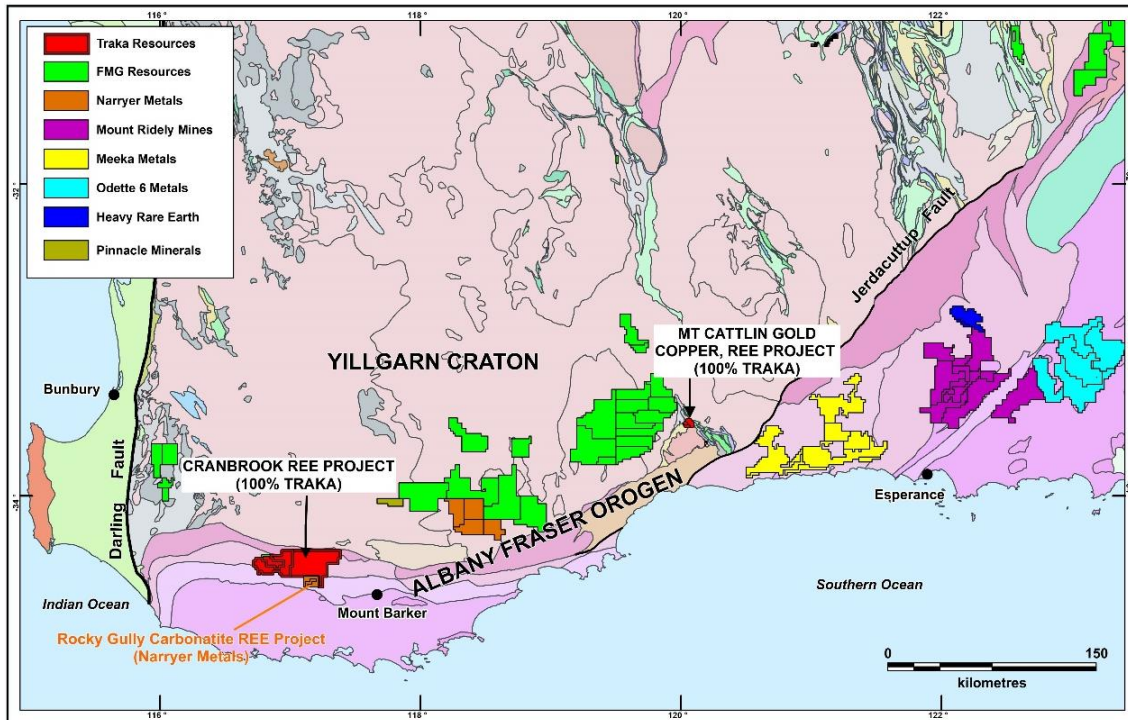 116°
118°
120°
122°
Traka Resources
FMG Resources
Narryer Metals
Mount Ridely Mines
Meeka Metals
Odette 6 Metals
Heavy Rare Earth
Pinnacle Minerals
-32°
Jerdacuttup Fault
MT CATTLIN GOLD
COPPER, REE PROJECT
(100% TRAKA)
YILLGARN CRATON
Bunbury
CRANBROOK REE PROJECT
(100% TRAKA)
Darling Fault
-34°
Esperance
ALBANY FRASER OROGEN
Southern Ocean
Indian Ocean
Mount Barker
Rocky Gully Carbonatite REE Project
(Narryer Metals)
0 150
kilometres
116°
118°
120°
122°